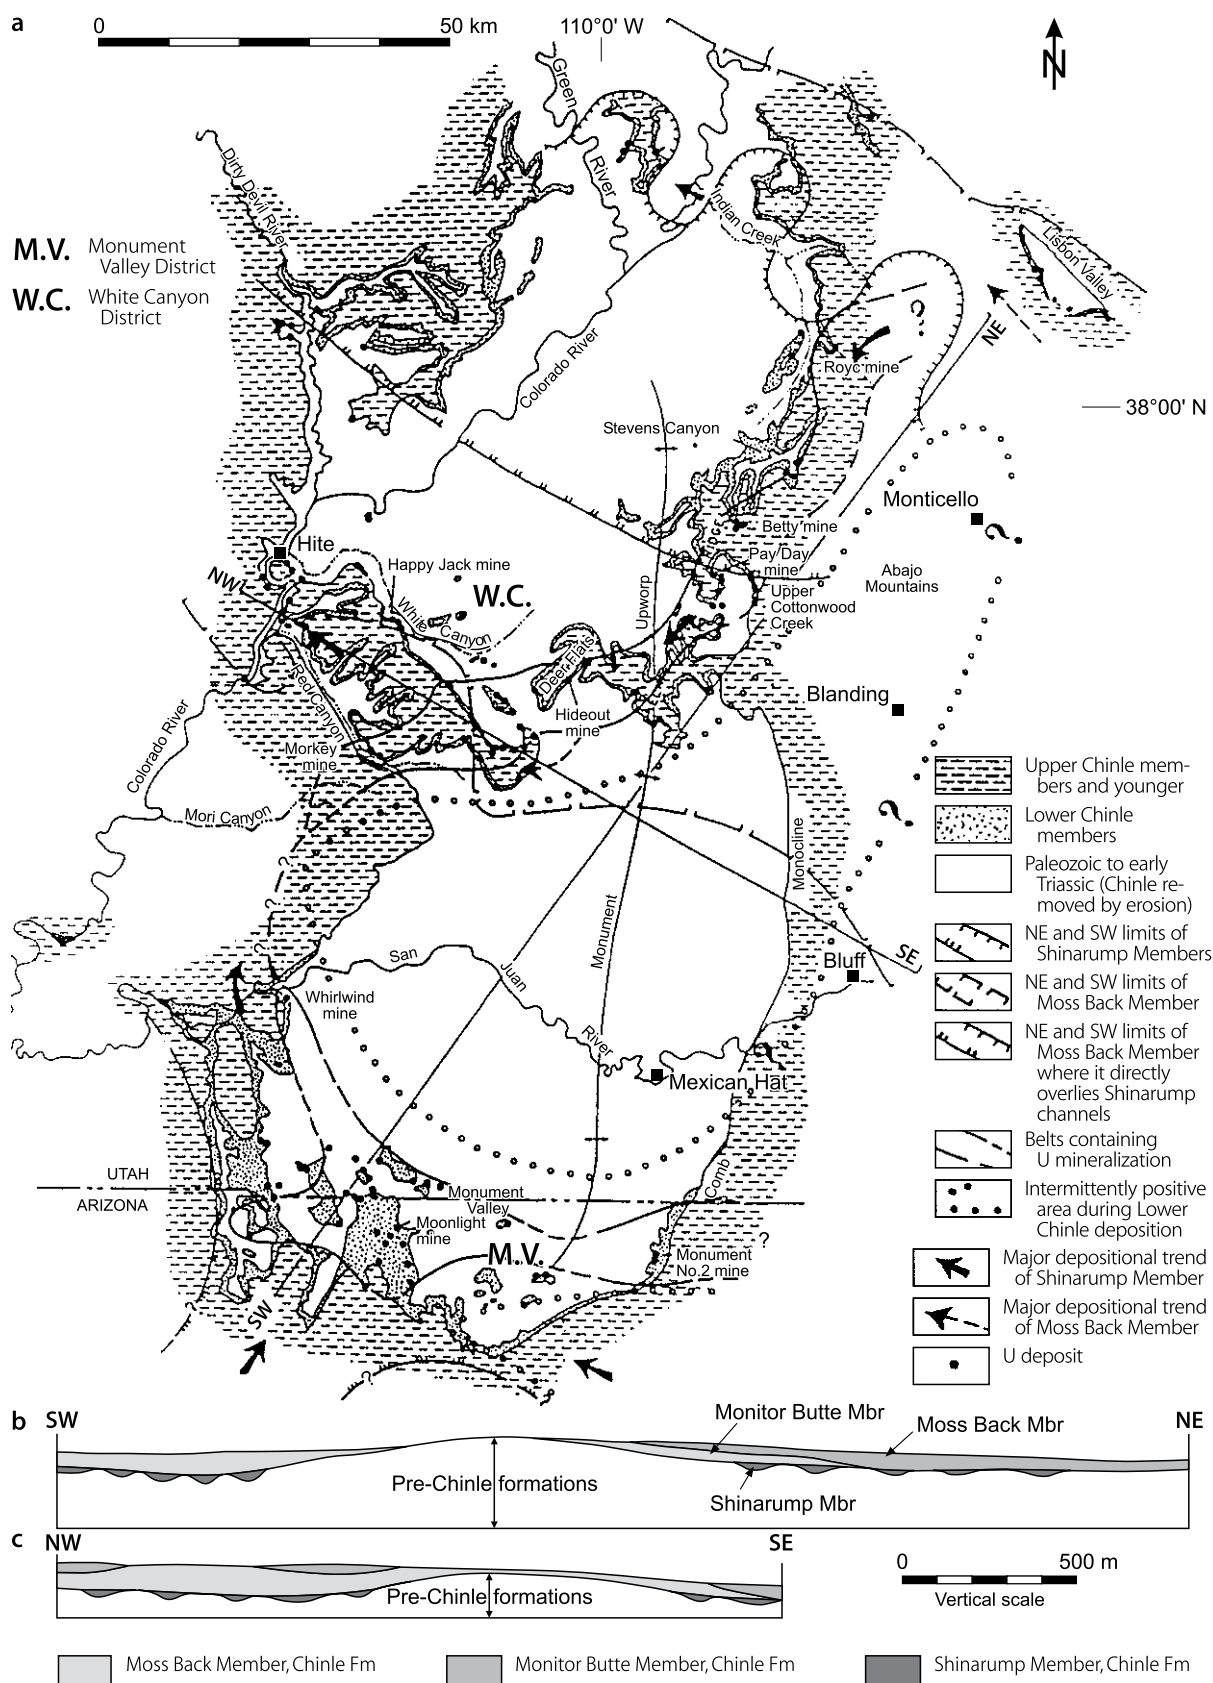 a
0 50 km
110°0' W
N
Green
River
Dirty Devil River
Indian Creek
Lisbon Valley
M.V. Monument
Valley District
W.C. White Canyon
District
NE
?
Colorado River
Royc mine
38°00' N
Stevens Canyon
Monticello
?
Betty mine
Hite
Pay Day
mine
Happy Jack mine
Abajo
Mountains
NW
W.C.
Upworp
Upper
Cottonwood
Creek
White Canyon
Deer Flats
Red Canyon
Blanding
Hideout
mine
Colorado River
Morkey
mine
Mori Canyon
?
?
?
Monocline
Monument
San
Juan
River
SE
Bluff
Whirlwind
mine
?
Mexican Hat
Comb
UTAH
ARIZONA
Monument
Valley
Moonlight
mine
M.V.
Monument
No.2 mine
?
?
SW
?
Upper Chinle mem-
bers and younger
Lower Chinle
members
Paleozoic to early
Triassic (Chinle re-
moved by erosion)
NE and SW limits of
Shinarump Members
NE and SW limits of
Moss Back Member
NE and SW limits of
Moss Back Member
where it directly
overlies Shinarump
channels
Belts containing
U mineralization
Intermittently positive
area during Lower
Chinle deposition
Major depositional trend
of Shinarump Member
Major depositional trend
of Moss Back Member
U deposit
b SW NE
Monitor Butte Mbr
Moss Back Mbr
Pre-Chinle formations
Shinarump Mbr
c NW SE
Pre-Chinle formations
0 500 m
Vertical scale
Moss Back Member, Chinle Fm
Monitor Butte Member, Chinle Fm
Shinarump Member, Chinle Fm